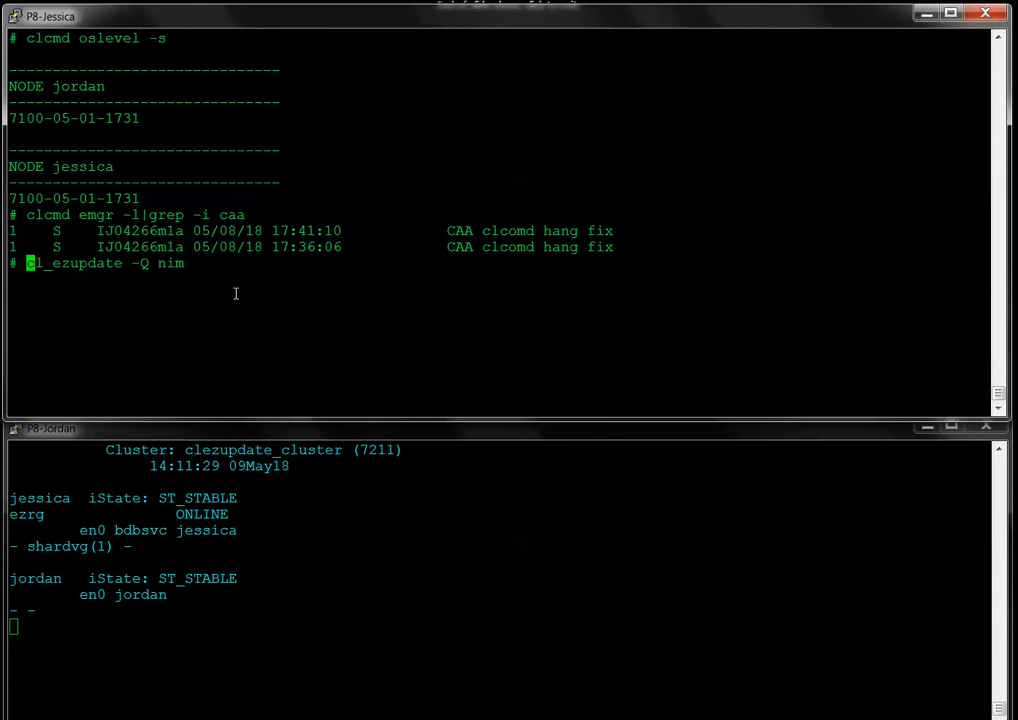 P8-Jessica
# clcmd oslevel -s
-------------------------------
NODE jordan
-------------------------------
7100-05-01-1731
-------------------------------
NODE jessica
-------------------------------
7100-05-01-1731
# clcmd emgr -l|grep -i caa
1 S IJ04266m1a 05/08/18 17:41:10 CAA clcomd hang fix
1 S IJ04266m1a 05/08/18 17:36:06 CAA clcomd hang fix
# cl_ezupdate -Q nim
P8-Jordan
Cluster: clezupdate_cluster (7211)
14:11:29 09May18
jessica iState: ST_STABLE
ezrg ONLINE
en0 bdbsvc jessica
- shardvg(1) -
jordan iState: ST_STABLE
en0 jordan
- -